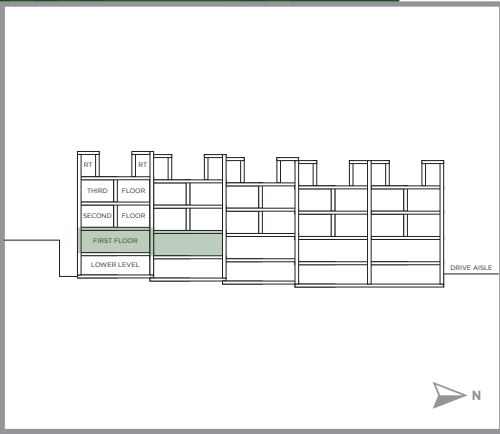 RT RT
THIRD FLOOR
SECOND FLOOR
FIRST FLOOR
LOWER LEVEL
DRIVE AISLE
N